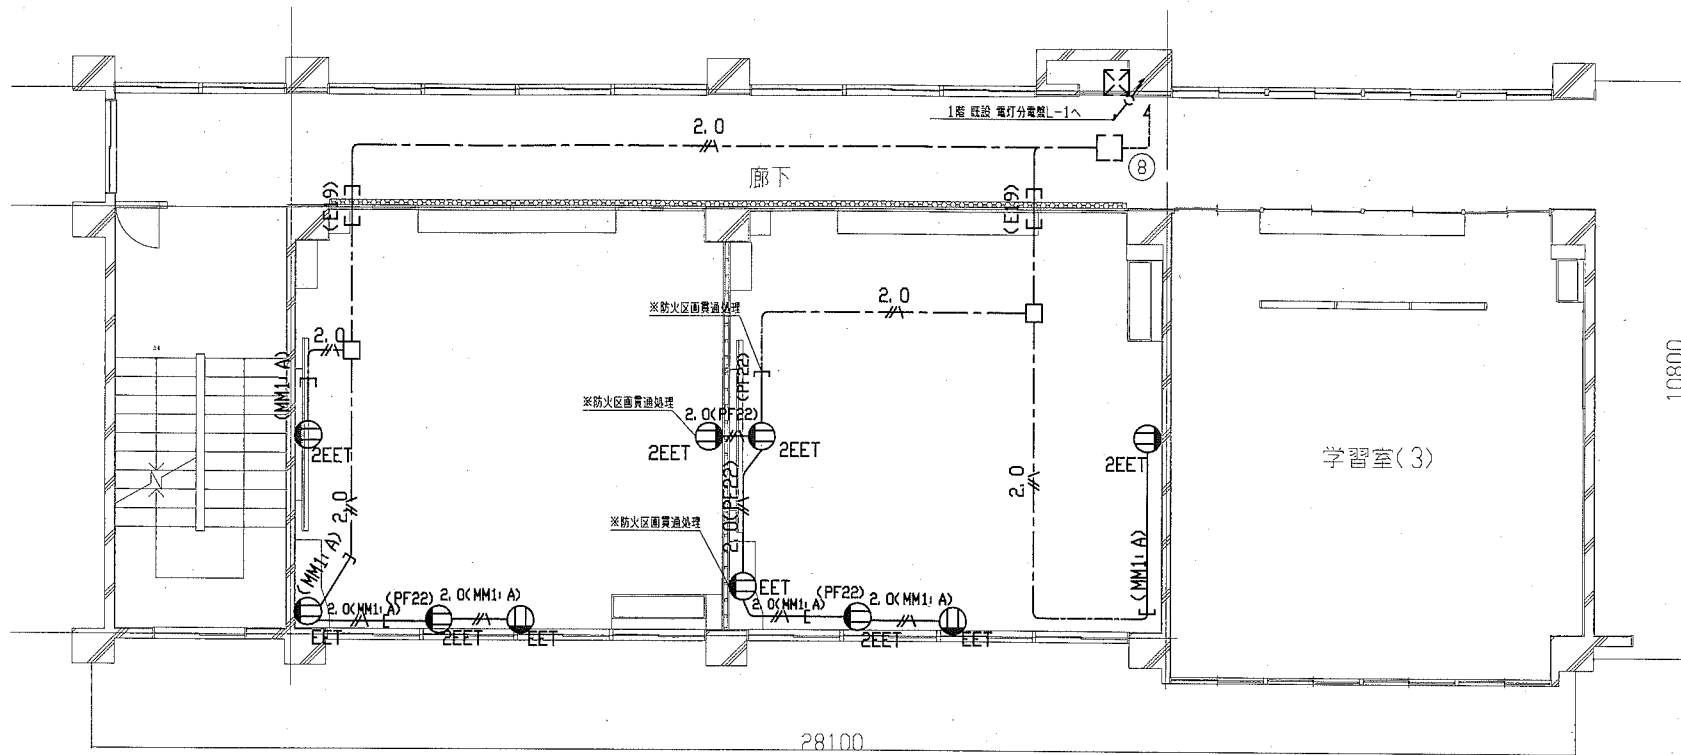 1階 既設 電灯分電盤L-1へ
2.0
⑧
廊下
(E19)
(E19)
2.0
※防火区画貫通処理
2.0
(MM1:A)
(PF22)
※防火区画貫通処理
2.0(PF22)
2EET
2EET
2EET
2EET
学習室(3)
10800
2.0
2.0
2.0(PF22)
※防火区画貫通処理
(MM1:A)
(MM1:A)
EET
2.0(MM1:A)
(PF22)
2.0(MM1:A)
2.0(MM1:A)
(PF22)
2.0(MM1:A)
EET
2EET
EET
2EET
EET
28100